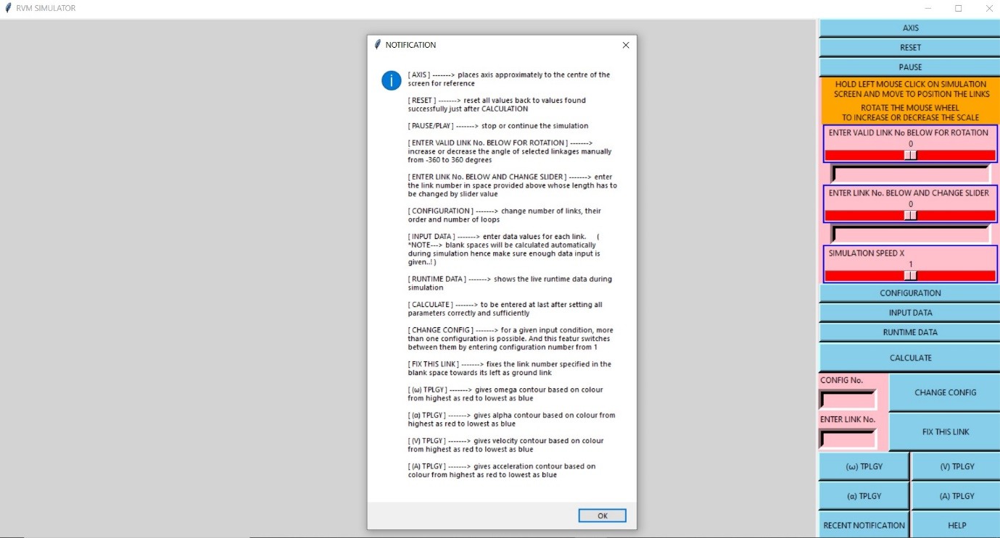 RVM SIMULATOR
NOTIFICATION
[ AXIS ] -------> places axis approximately to the centre of the
screen for reference
[ RESET ] -------> reset all values back to values found
successfully just after CALCULATION
[ PAUSE/PLAY ] -------> stop or continue the simulation
[ ENTER VALID LINK No. BELOW FOR ROTATION ] ------->
increase or decrease the angle of selected linkages manually
from -360 to 360 degrees
[ ENTER LINK No. BELOW AND CHANGE SLIDER ] -------> enter
the link number in space provided above whose length has to
be changed by slider value
[ CONFIGURATION ] -------> change number of links, their
order and number of loops
[ INPUT DATA ] -------> enter data values for each link. (
*NOTE---> blank spaces will be calculated automatically
during simulation hence make sure enough data input is
given..! )
[ RUNTIME DATA ] -------> shows the live runtime data during
simulation
[ CALCULATE ] -------> to be entered at last after setting all
parameters correctly and sufficiently
[ CHANGE CONFIG ] -------> for a given input condition, more
than one configuration is possible. And this featur switches
between them by entering configuration number from 1
[ FIX THIS LINK ] -------> fixes the link number specified in the
blank space towards its left as ground link
[ (ω) TPLGY ] -------> gives omega contour based on colour
from highest as red to lowest as blue
[ (α) TPLGY ] -------> gives alpha contour based on colour from
highest as red to lowest as blue
[ (V) TPLGY ] -------> gives velocity contour based on colour
from highest as red to lowest as blue
[ (A) TPLGY ] -------> gives acceleration contour based on
colour from highest as red to lowest as blue
OK
AXIS
RESET
PAUSE
HOLD LEFT MOUSE CLICK ON SIMULATION
SCREEN AND MOVE TO POSITION THE LINKS
ROTATE THE MOUSE WHEEL
TO INCREASE OR DECREASE THE SCALE
ENTER VALID LINK No BELOW FOR ROTATION
0
ENTER LINK No. BELOW AND CHANGE SLIDER
0
SIMULATION SPEED X
1
CONFIGURATION
INPUT DATA
RUNTIME DATA
CALCULATE
CONFIG No.
CHANGE CONFIG
ENTER LINK No.
FIX THIS LINK
(ω) TPLGY
(V) TPLGY
(α) TPLGY
(A) TPLGY
RECENT NOTIFICATION
HELP